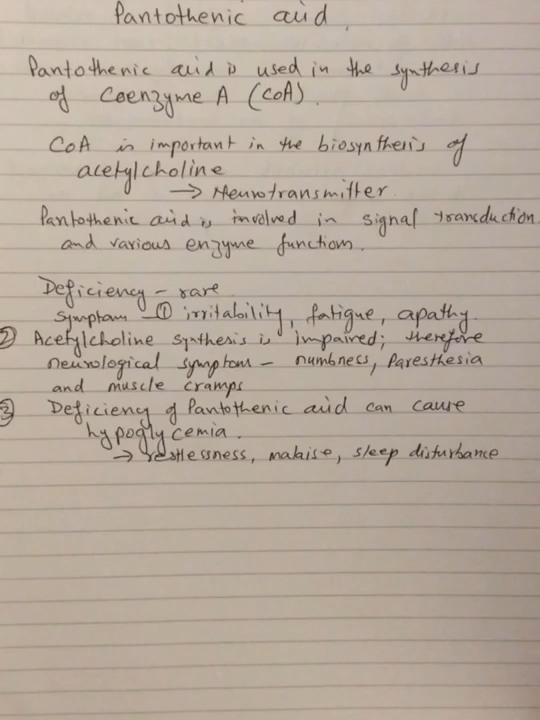 Pantothenic acid
Pantothenic acid is used in the synthesis
of Coenzyme A (CoA).
CoA is important in the biosynthesis of
acetylcholine
→ Neurotransmitter.
Pantothenic acid is involved in signal transduction
and various enzyme function.
Deficiency – rare
Symptom – ① irritability, fatigue, apathy.
② Acetylcholine synthesis is impaired; therefore
neurological symptom – numbness, Paresthesia
and muscle cramps
③ Deficiency of Pantothenic acid can cause
hypoglycemia.
→ restlessness, malaise, sleep disturbance